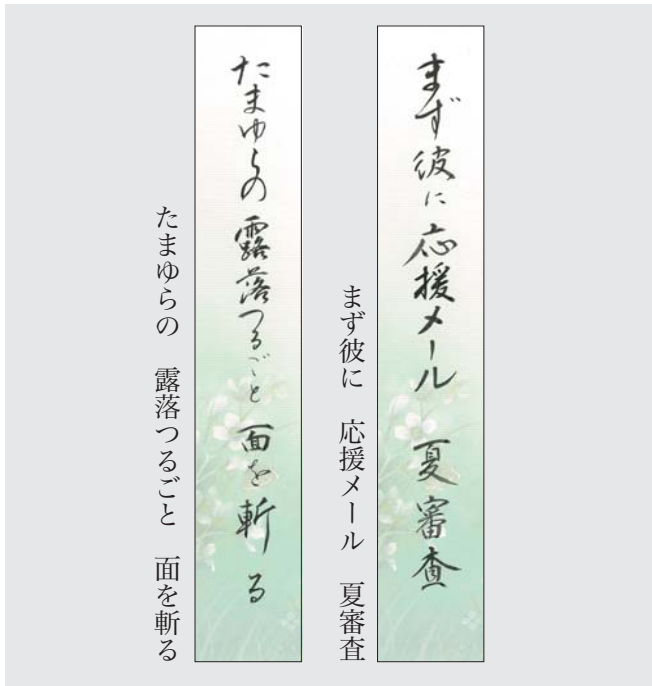 まず彼に応援メール 夏審査
まず彼に 応援メール 夏審査
たまゆらの露落つるごと面を斬る
たまゆらの 露落つるごと 面を斬る